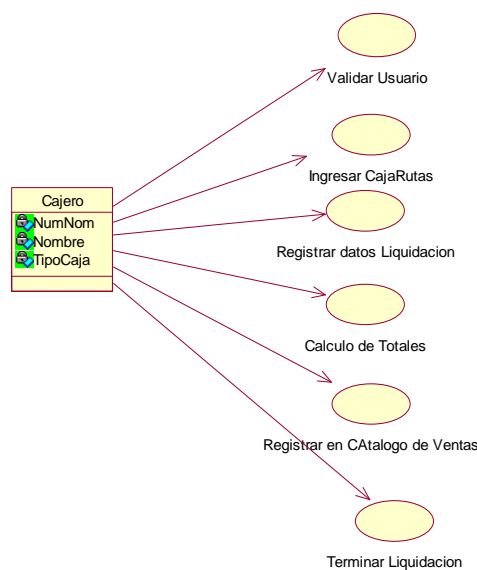 Validar Usuario
Ingresar CajaRutas
Cajero
NumNom
Nombre
TipoCaja
Registrar datos Liquidacion
Calculo de Totales
Registrar en CAtalogo de Ventas
Terminar Liquidacion